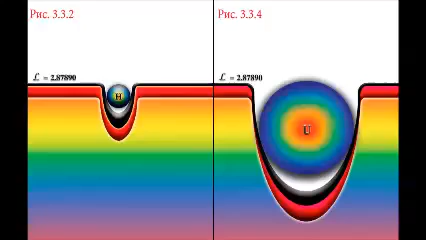 Рис. 3.3.2
Рис. 3.3.4
ℒ = 2.87890
ℒ = 2.87890
H
U